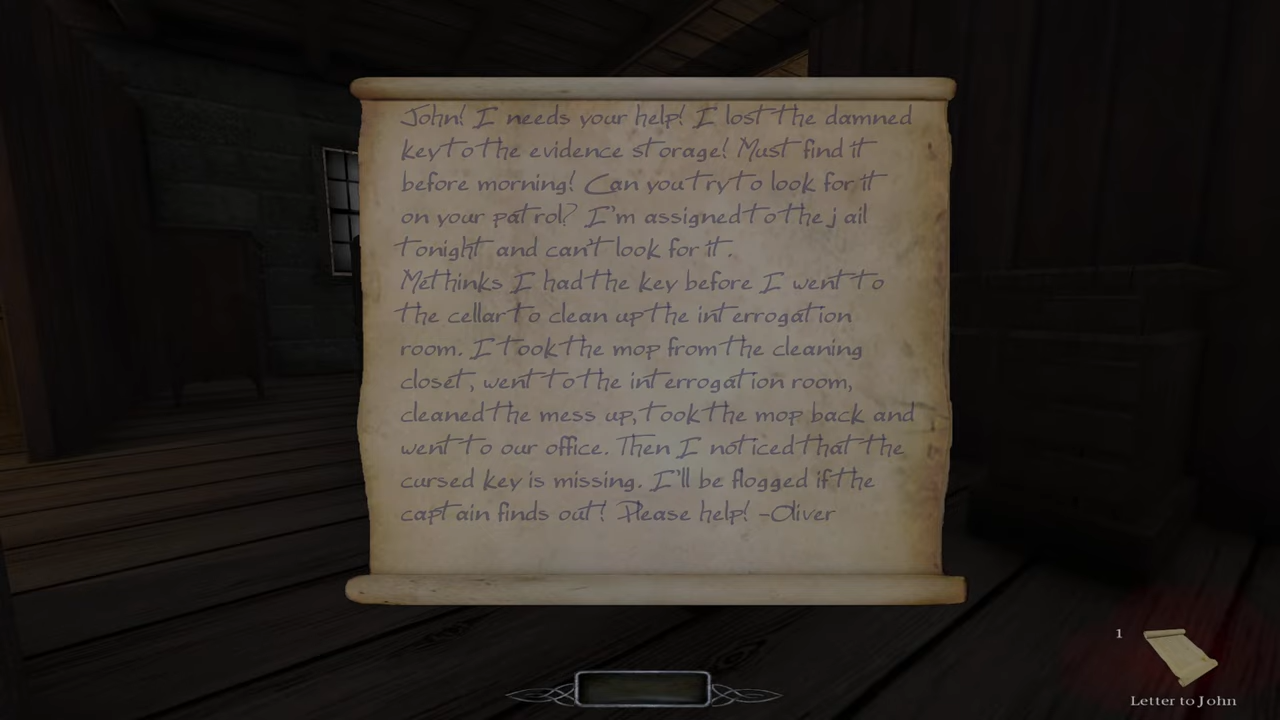 John! I needs your help! I lost the damned
key to the evidence storage! Must find it
before morning! Can you try to look for it
on your patrol? I'm assigned to the jail
tonight and can't look for it.
Methinks I had the key before I went to
the cellar to clean up the interrogation
room. I took the mop from the cleaning
closet, went to the interrogation room,
cleaned the mess up, took the mop back and
went to our office. Then I noticed that the
cursed key is missing. I'll be flogged if the
captain finds out! Please help! -Oliver
1
Letter to John